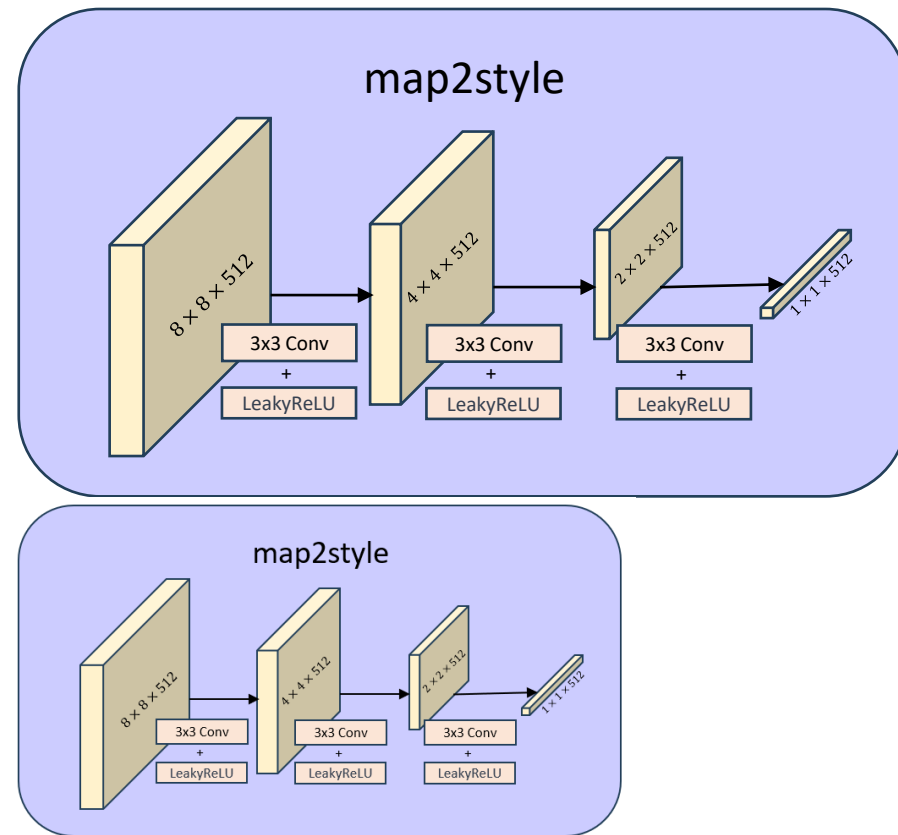 map2style
8 × 8 × 512
4 × 4 × 512
2 × 2 × 512
1 × 1 × 512
3x3 Conv
+
LeakyReLU
3x3 Conv
+
LeakyReLU
3x3 Conv
+
LeakyReLU
map2style
8 × 8 × 512
4 × 4 × 512
2 × 2 × 512
1 × 1 × 512
3x3 Conv
+
LeakyReLU
3x3 Conv
+
LeakyReLU
3x3 Conv
+
LeakyReLU